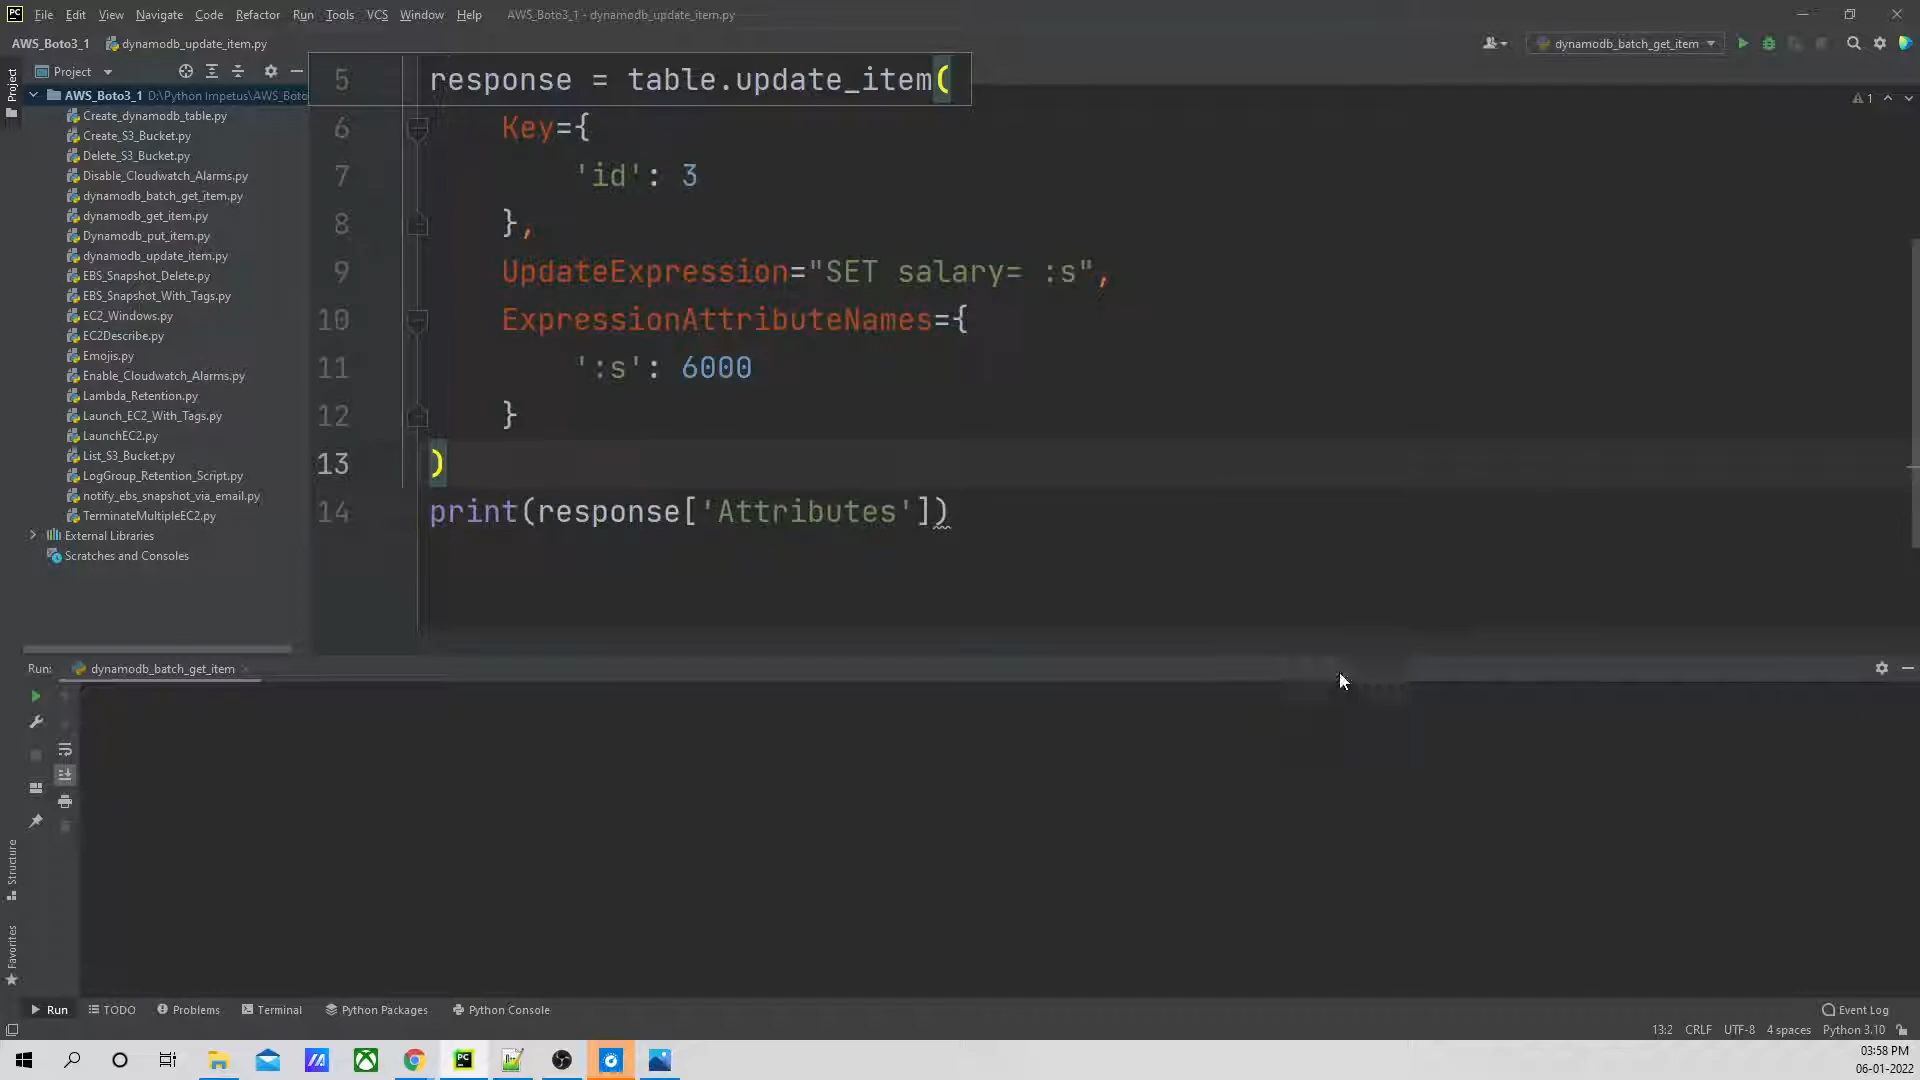 PC File Edit View Navigate Code Refactor Run Tools VCS Window Help AWS_Boto3_1 - dynamodb_update_item.py
AWS_Boto3_1 dynamodb_update_item.py dynamodb_batch_get_item
Project
Project
AWS_Boto3_1 D:\Python Impetus\AWS_Boto
Create_dynamodb_table.py
Create_S3_Bucket.py
Delete_S3_Bucket.py
Disable_Cloudwatch_Alarms.py
dynamodb_batch_get_item.py
dynamodb_get_item.py
Dynamodb_put_item.py
dynamodb_update_item.py
EBS_Snapshot_Delete.py
EBS_Snapshot_With_Tags.py
EC2_Windows.py
EC2Describe.py
Emojis.py
Enable_Cloudwatch_Alarms.py
Lambda_Retention.py
Launch_EC2_With_Tags.py
LaunchEC2.py
List_S3_Bucket.py
LogGroup_Retention_Script.py
notify_ebs_snapshot_via_email.py
TerminateMultipleEC2.py
External Libraries
Scratches and Consoles
1
5 response = table.update_item(
6 Key={
7 'id': 3
8 },
9 UpdateExpression="SET salary= :s",
10 ExpressionAttributeNames={
11 ':s': 6000
12 }
13 )
14 print(response['Attributes'])
Run: dynamodb_batch_get_item
Structure
Favorites
Run TODO Problems Terminal Python Packages Python Console Event Log
13:2 CRLF UTF-8 4 spaces Python 3.10
PC
03:58 PM
06-01-2022